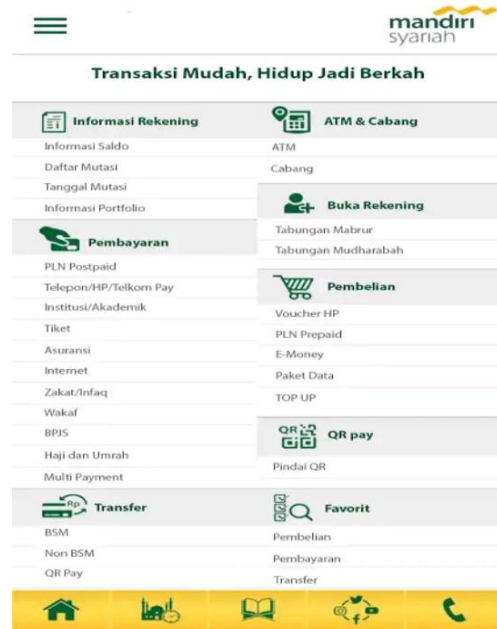 mandiri
syariah
Transaksi Mudah, Hidup Jadi Berkah
Informasi Rekening
Informasi Saldo
Daftar Mutasi
Tanggal Mutasi
Informasi Portfolio
Pembayaran
PLN Postpaid
Telepon/HP/Telkom Pay
Institusi/Akademik
Tiket
Asuransi
Internet
Zakat/Infaq
Wakaf
BPJS
Haji dan Umrah
Multi Payment
Rp
Transfer
BSM
Non BSM
QR Pay
ATM & Cabang
ATM
Cabang
Buka Rekening
Tabungan Mabrur
Tabungan Mudharabah
Pembelian
Voucher HP
PLN Prepaid
E-Money
Paket Data
TOP UP
QR
QR pay
Pindai QR
Favorit
Pembelian
Pembayaran
Transfer